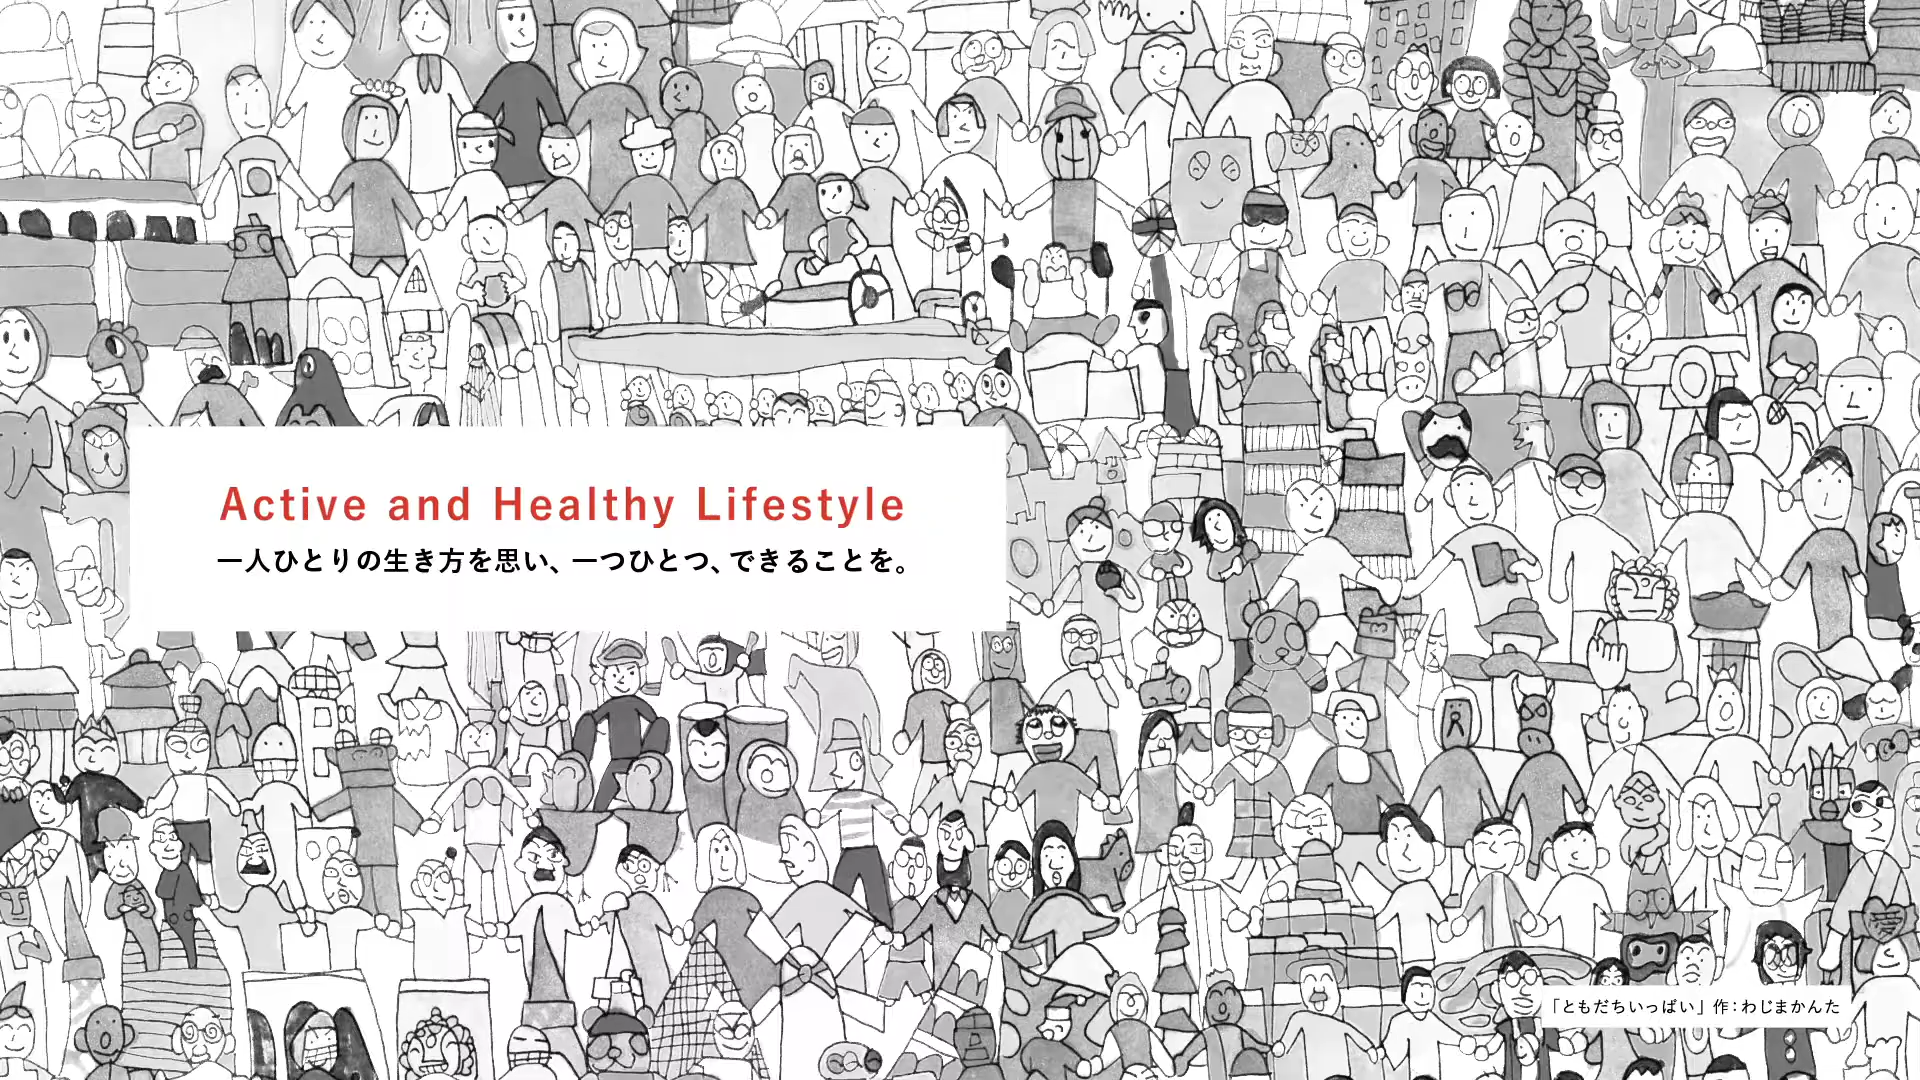 Active and Healthy Lifestyle
一人ひとりの生き方を思い、一つひとつ、できることを。
「ともだちいっぱい」 作：わじまかんた